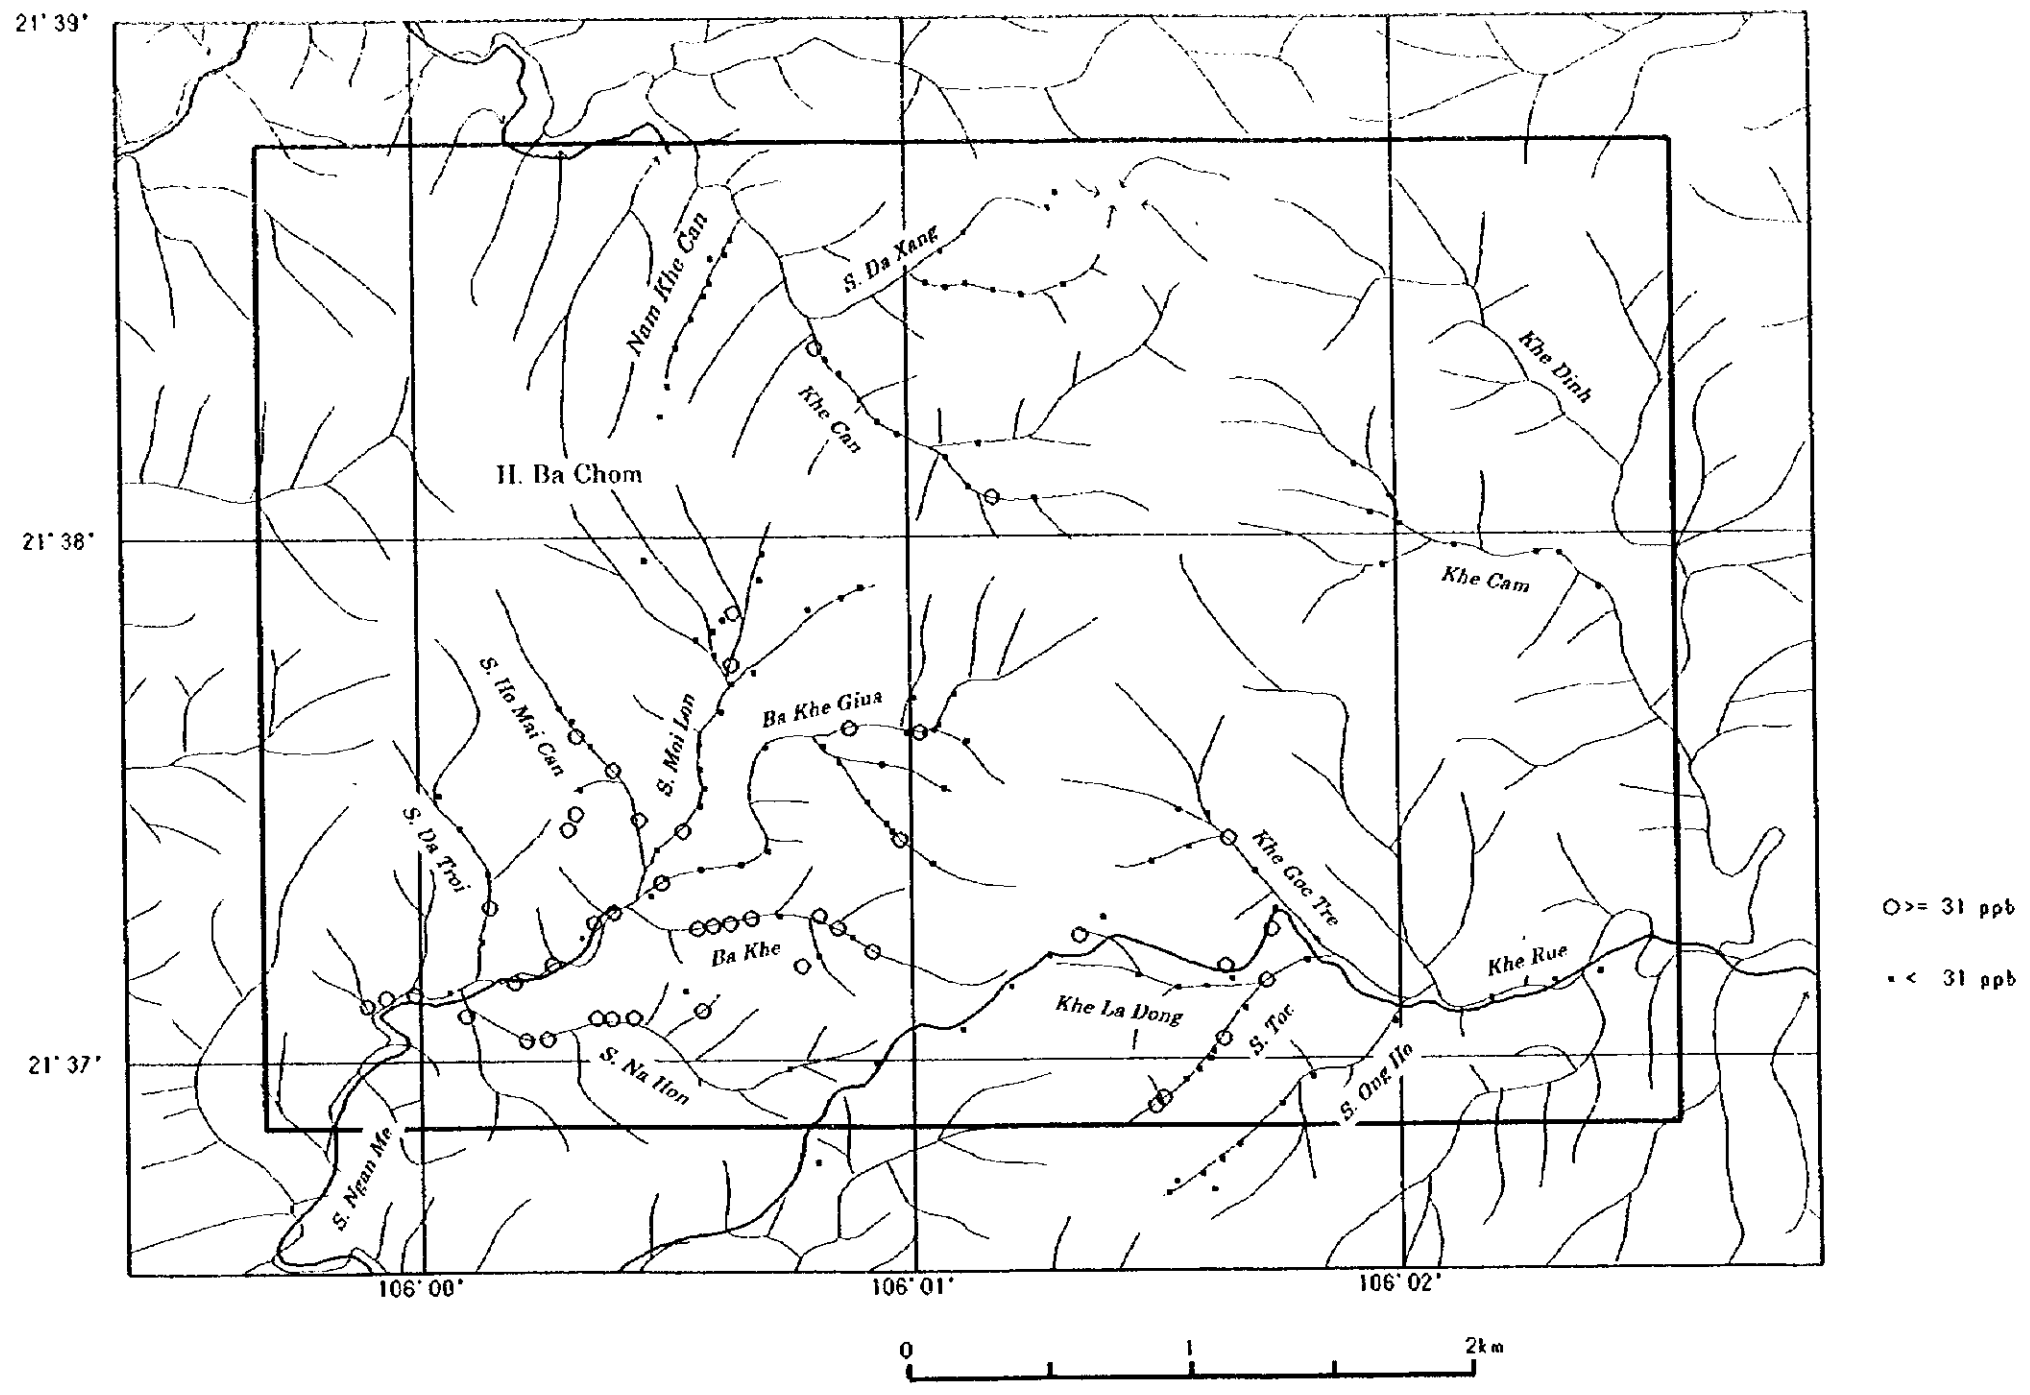 21°39'
S. Da Xang
Nam Khe Can
Khe Dinh
Khe Can
H. Ba Chom
21°38'
Khe Cam
S. Ho Mai Can
S. Moi Lon
Ba Khe Giua
S. Da Troi
Khe Goc Tre
O>= 31 ppb
Ba Khe
Khe Rue
▪< 31 ppb
Khe La Dong
S. Toc
21°37'
S. Na Hon
S. Ong Ho
S. Ngan Me
106°00'
106°01'
106°02'
0
1
2km